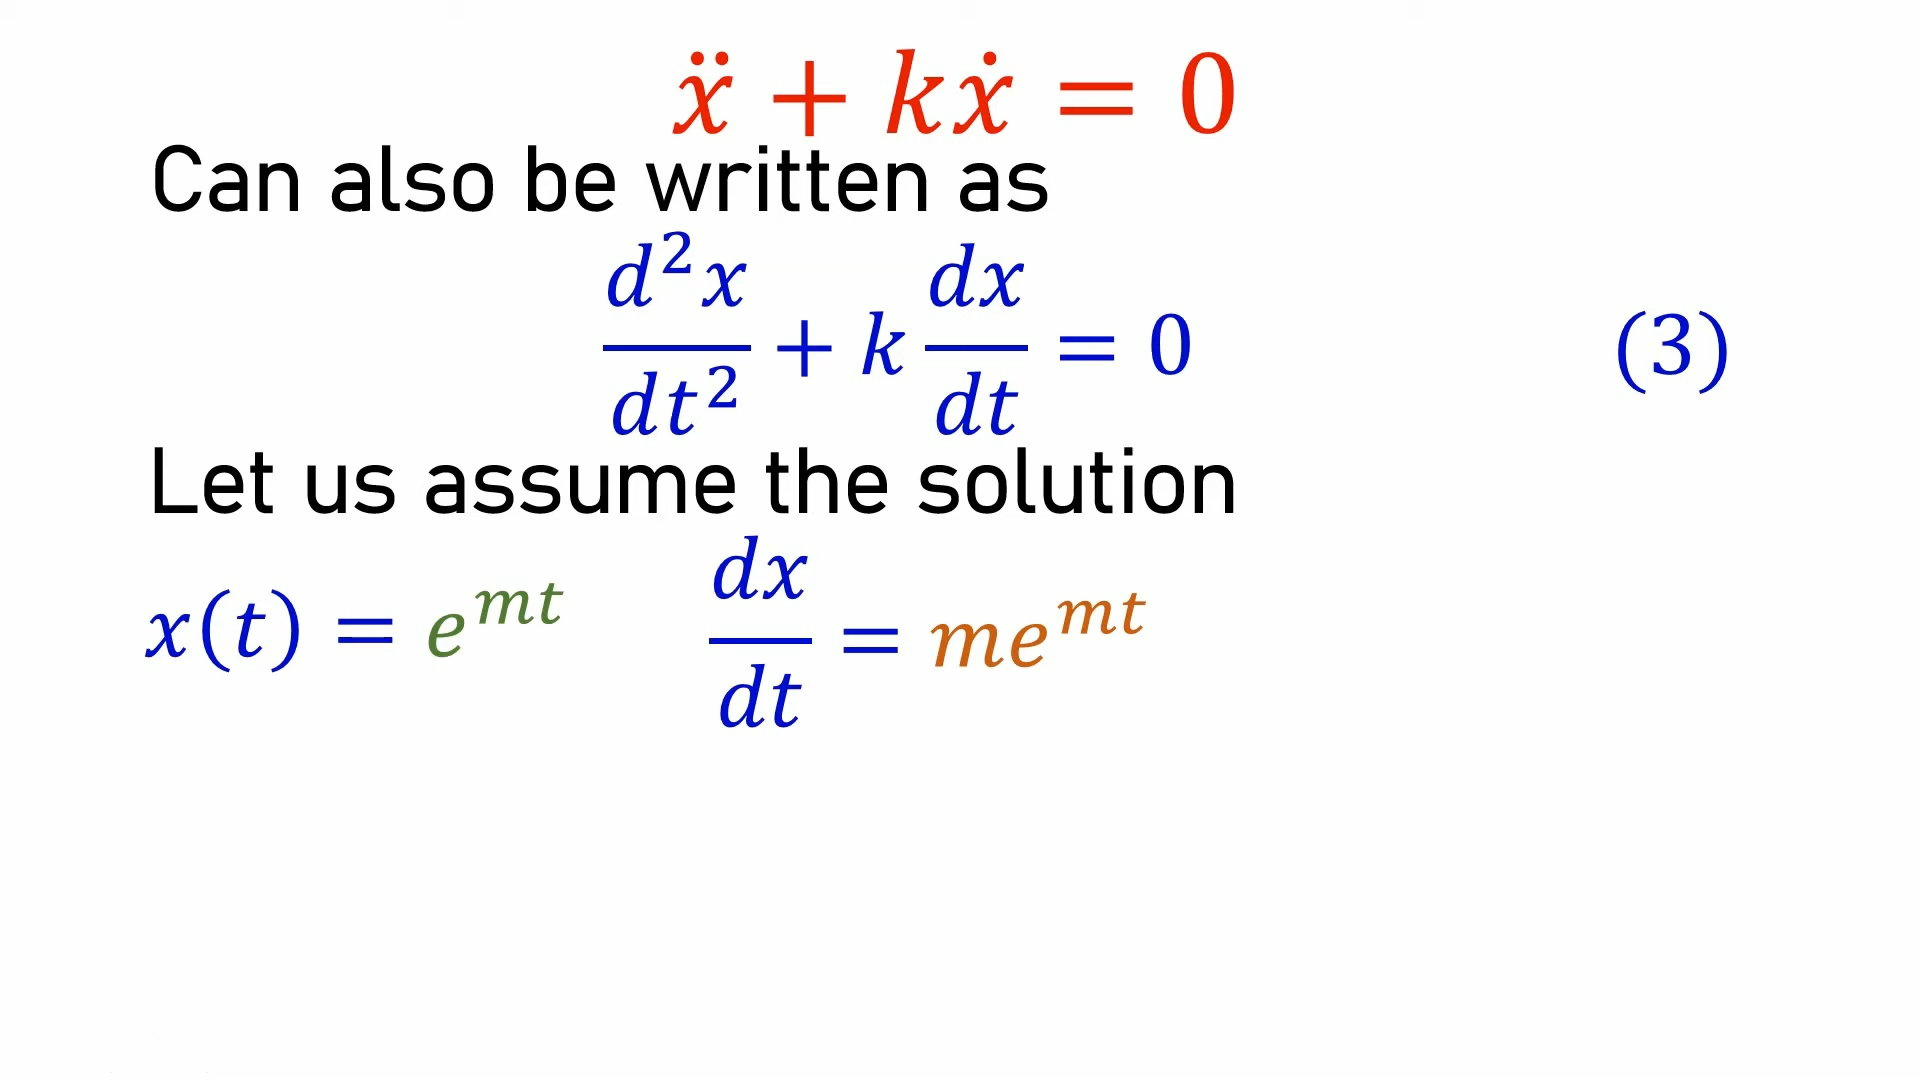 ẍ + kẋ = 0
Can also be written as
d²x/dt² + k dx/dt = 0 (3)
Let us assume the solution
x(t) = e^{mt} dx/dt = me^{mt}